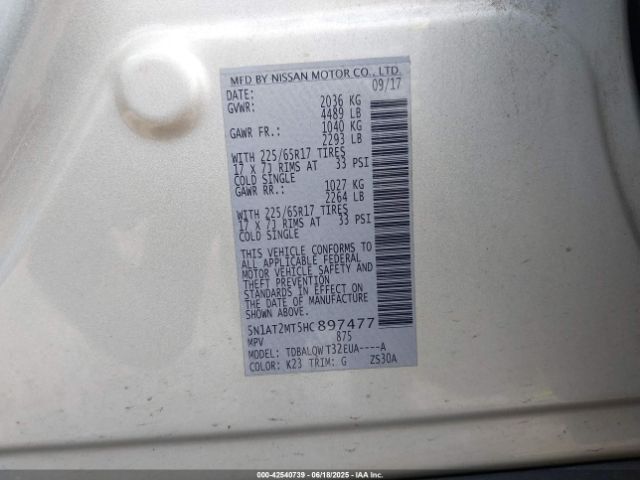 MFD BY NISSAN MOTOR CO., LTD.
DATE: 09/17
GVWR: 2036 KG
4489 LB
GAWR FR.: 1040 KG
2293 LB
WITH 225/65R17 TIRES
17 X 7J RIMS AT 33 PSI
COLD SINGLE
GAWR RR.: 1027 KG
2264 LB
WITH 225/65R17 TIRES
17 X 7J RIMS AT 33 PSI
COLD SINGLE
THIS VEHICLE CONFORMS TO
ALL APPLICABLE FEDERAL
MOTOR VEHICLE SAFETY AND
THEFT PREVENTION
STANDARDS IN EFFECT ON
THE DATE OF MANUFACTURE
SHOWN ABOVE.
5N1AT2MT5HC897477
MPV 875
MODEL: TDBALQWT32EUA----A
COLOR: K23 TRIM: G ZS30A
000-42540739 - 06/18/2025 - IAA Corp.